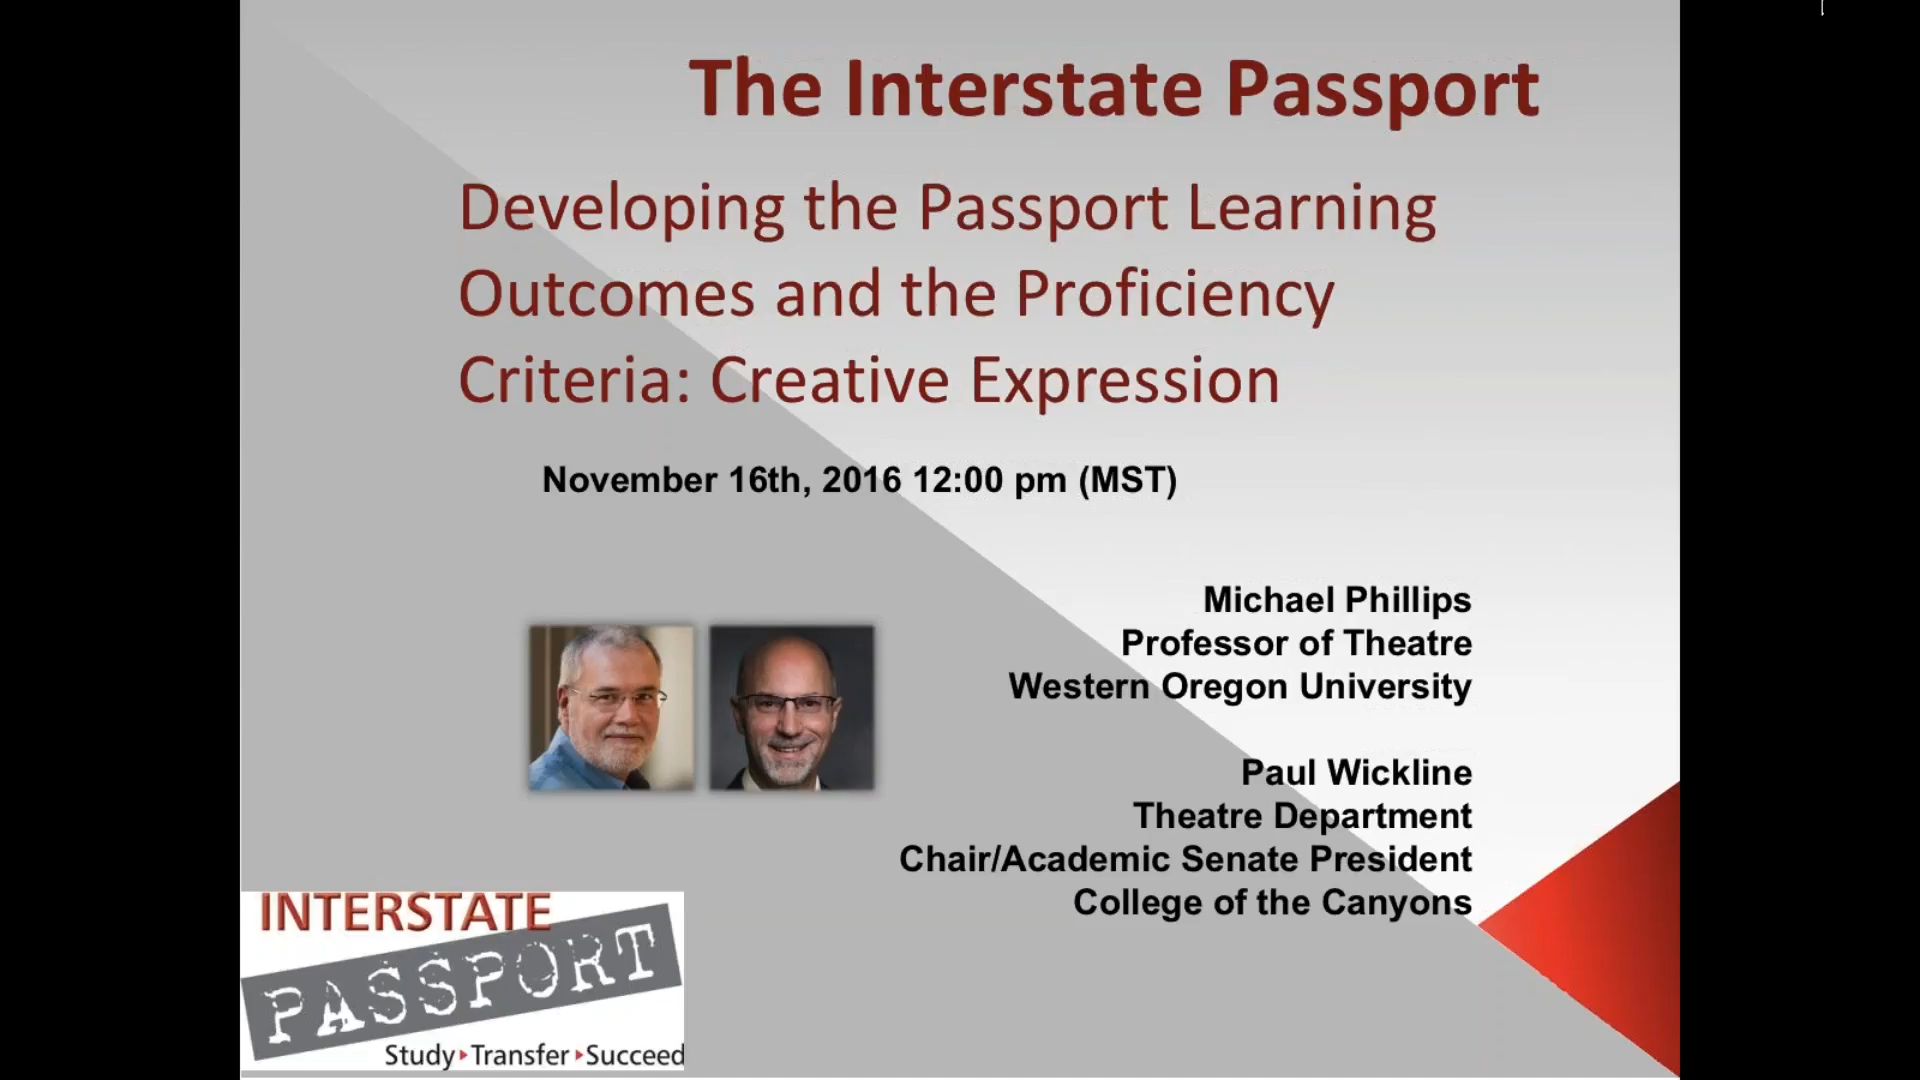 The Interstate Passport
Developing the Passport Learning
Outcomes and the Proficiency
Criteria: Creative Expression
November 16th, 2016 12:00 pm (MST)
Michael Phillips
Professor of Theatre
Western Oregon University
Paul Wickline
Theatre Department
Chair/Academic Senate President
College of the Canyons
INTERSTATE
PASSPORT
Study▸Transfer▸Succeed